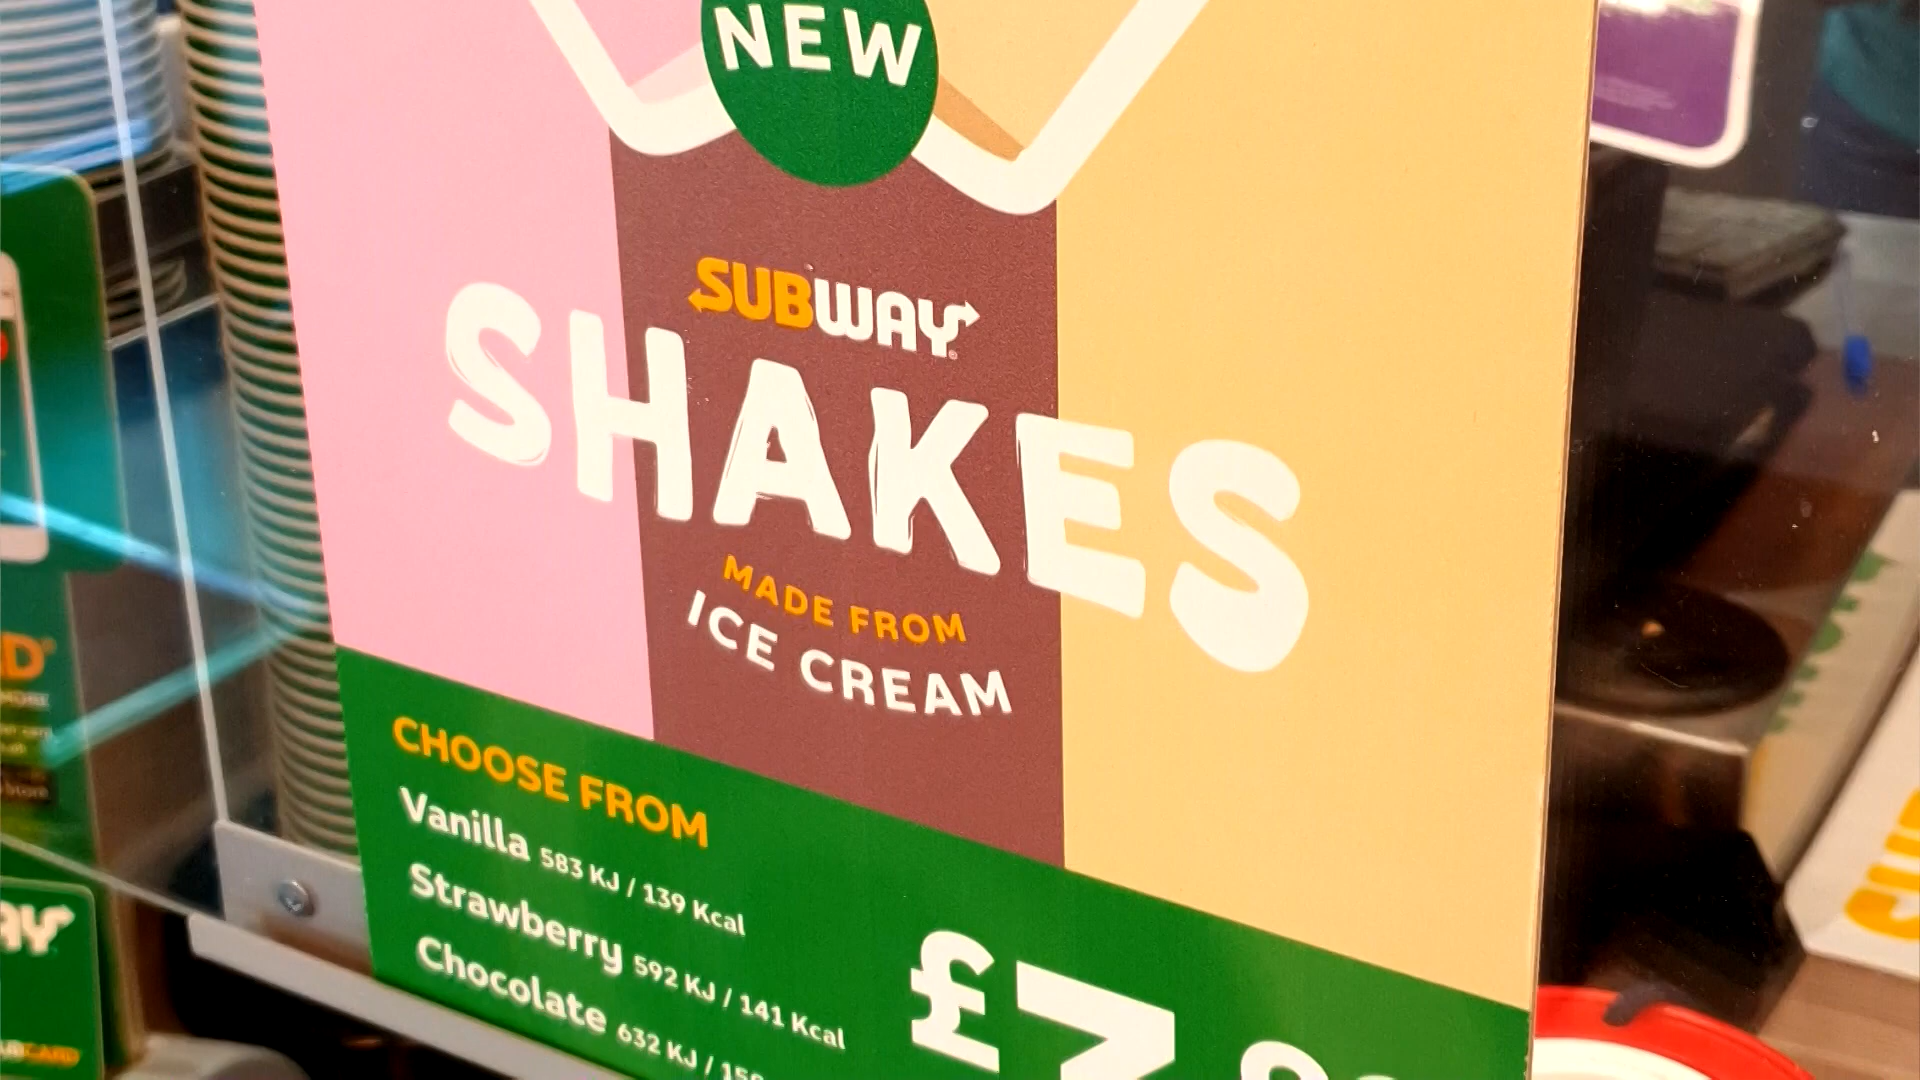 NEW
SUBWAY
SHAKES
MADE FROM
ICE CREAM
CHOOSE FROM
Vanilla 583 KJ / 139 Kcal
Strawberry 592 KJ / 141 Kcal
Chocolate 632 KJ /